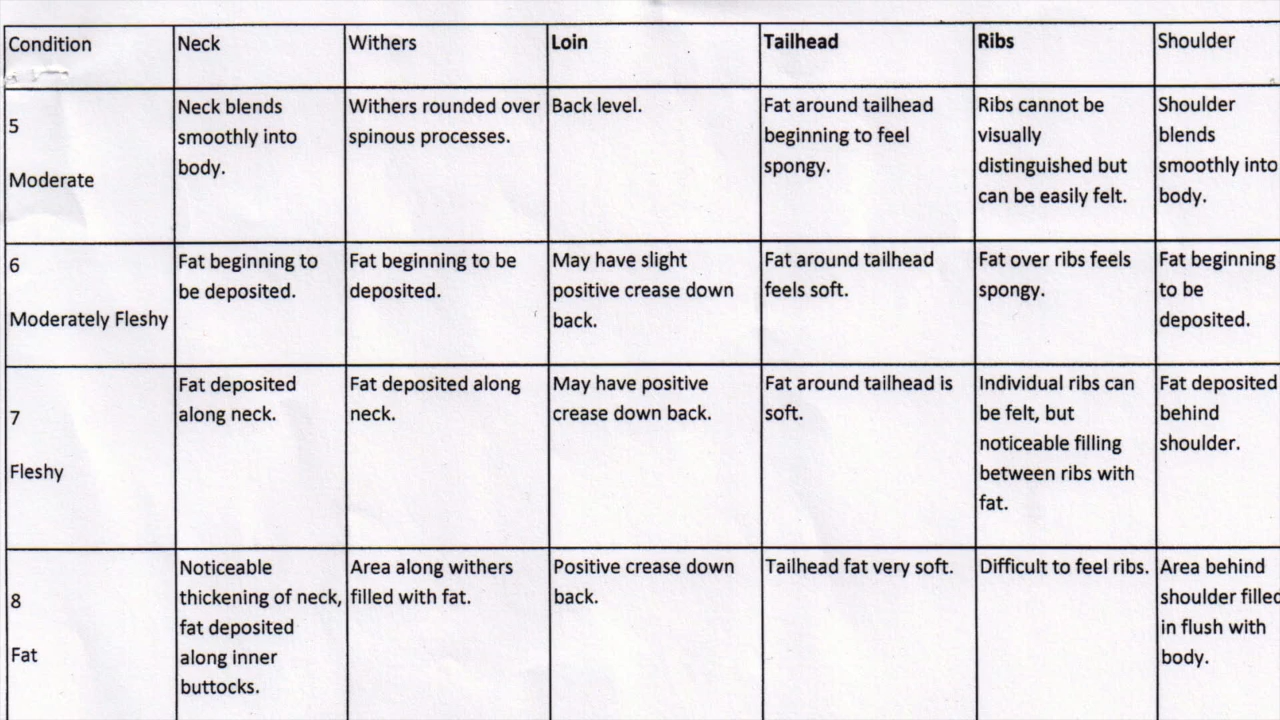 Condition Neck Withers Loin Tailhead Ribs Shoulder
5
Moderate
Neck blends
smoothly into
body.
Withers rounded over
spinous processes.
Back level.
Fat around tailhead
beginning to feel
spongy.
Ribs cannot be
visually
distinguished but
can be easily felt.
Shoulder
blends
smoothly into
body.
6
Moderately Fleshy
Fat beginning to
be deposited.
Fat beginning to be
deposited.
May have slight
positive crease down
back.
Fat around tailhead
feels soft.
Fat over ribs feels
spongy.
Fat beginning
to be
deposited.
7
Fleshy
Fat deposited
along neck.
Fat deposited along
neck.
May have positive
crease down back.
Fat around tailhead is
soft.
Individual ribs can
be felt, but
noticeable filling
between ribs with
fat.
Fat deposited
behind
shoulder.
8
Fat
Noticeable
thickening of neck,
fat deposited
along inner
buttocks.
Area along withers
filled with fat.
Positive crease down
back.
Tailhead fat very soft.
Difficult to feel ribs.
Area behind
shoulder filled
in flush with
body.